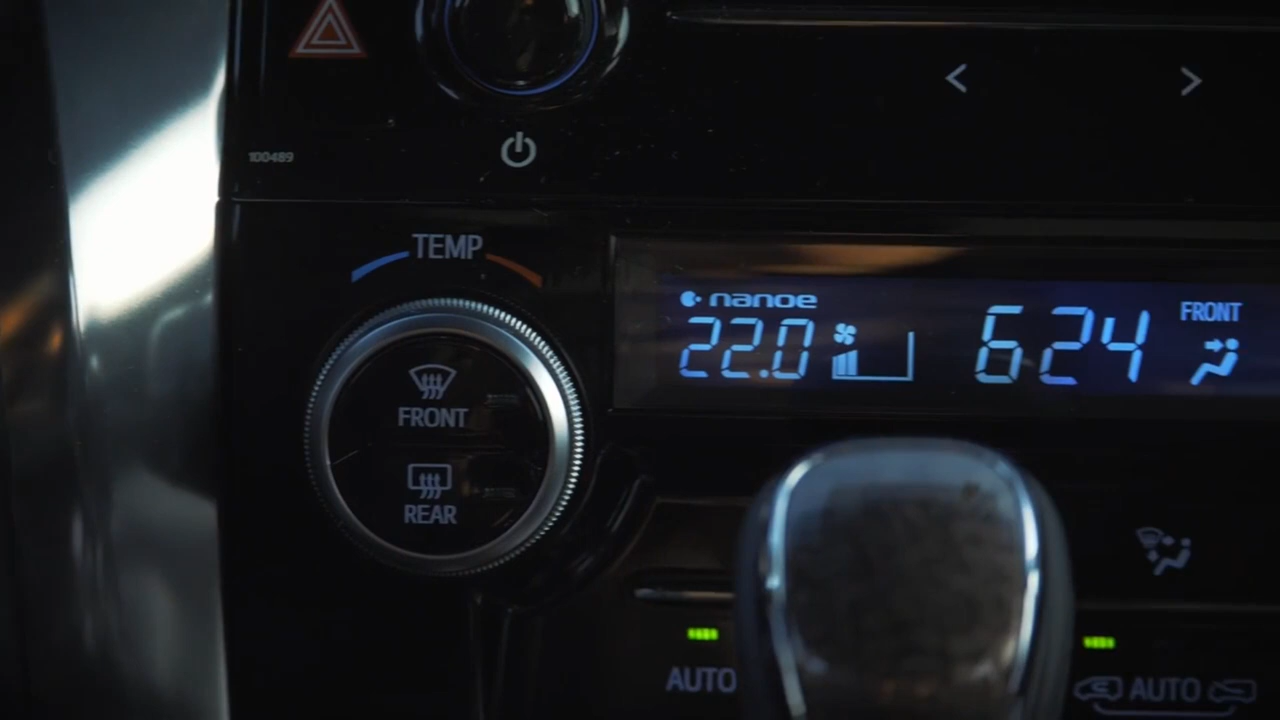 100489
TEMP
nanoe
22.0
624
FRONT
FRONT
REAR
AUTO
AUTO